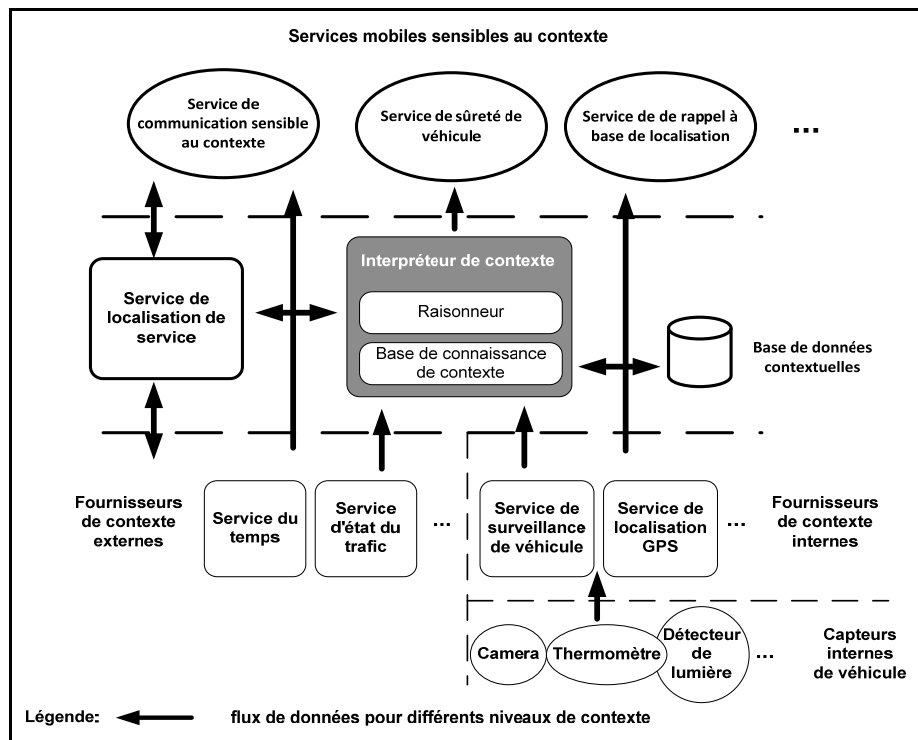 Services mobiles sensibles au contexte
Service de
communication sensible
au contexte
Service de sûreté de
véhicule
Service de de rappel à
base de localisation
...
Service de
localisation de
service
Interpréteur de contexte
Raisonneur
Base de connaissance
de contexte
Base de données
contextuelles
Fournisseurs
de contexte
externes
Service du
temps
Service
d'état du
trafic
...
Service de
surveillance
de véhicule
Service de
localisation
GPS
...
Fournisseurs
de contexte
internes
Camera
Thermomètre
Détecteur
de
lumière
...
Capteurs
internes
de véhicule
Légende:
flux de données pour différents niveaux de contexte